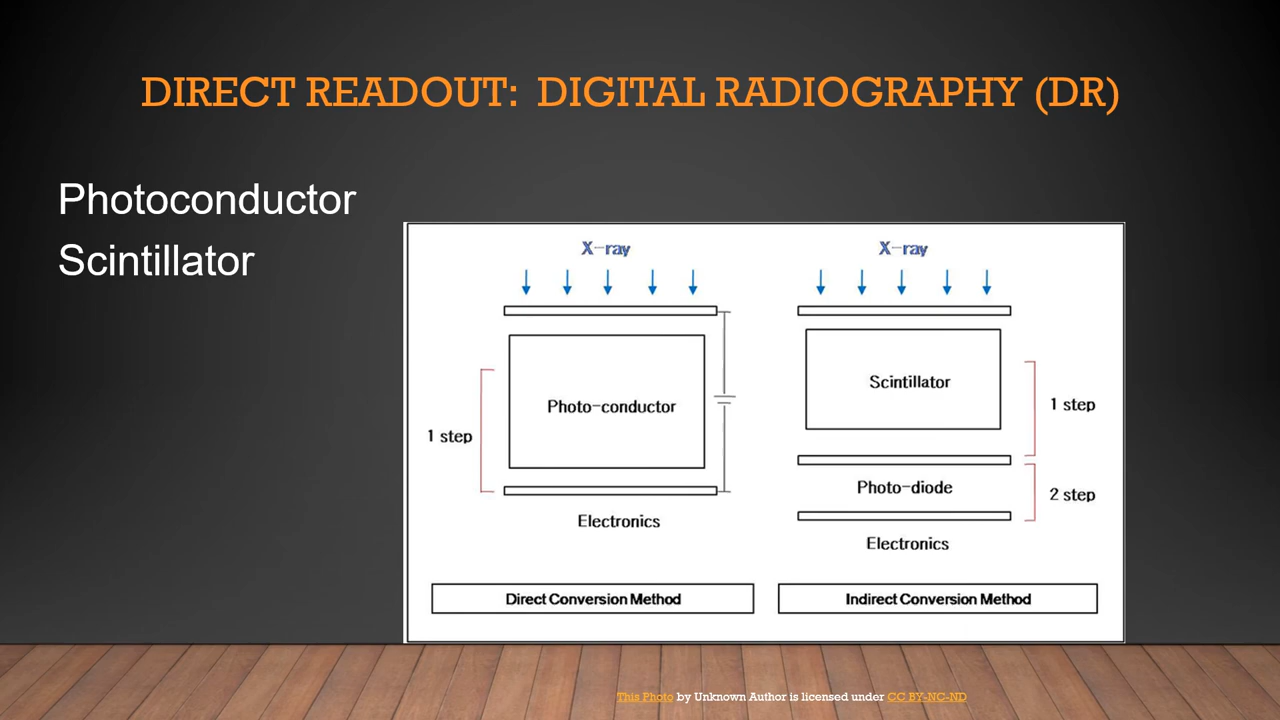 DIRECT READOUT: DIGITAL RADIOGRAPHY (DR)
Photoconductor
Scintillator
X-ray
Photo-conductor
1 step
Electronics
Direct Conversion Method
X-ray
Scintillator
1 step
Photo-diode
2 step
Electronics
Indirect Conversion Method
This Photo by Unknown Author is licensed under CC BY-NC-ND